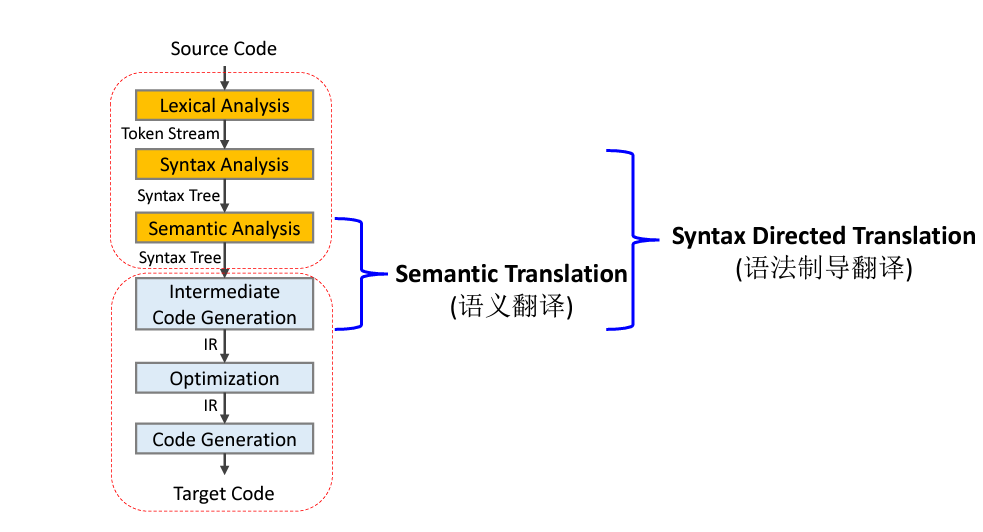 Source Code
Lexical Analysis
Token Stream
Syntax Analysis
Syntax Tree
Semantic Analysis
Syntax Tree
Intermediate
Code Generation
IR
Optimization
IR
Code Generation
Target Code
Semantic Translation
(语义翻译)
Syntax Directed Translation
(语法制导翻译)